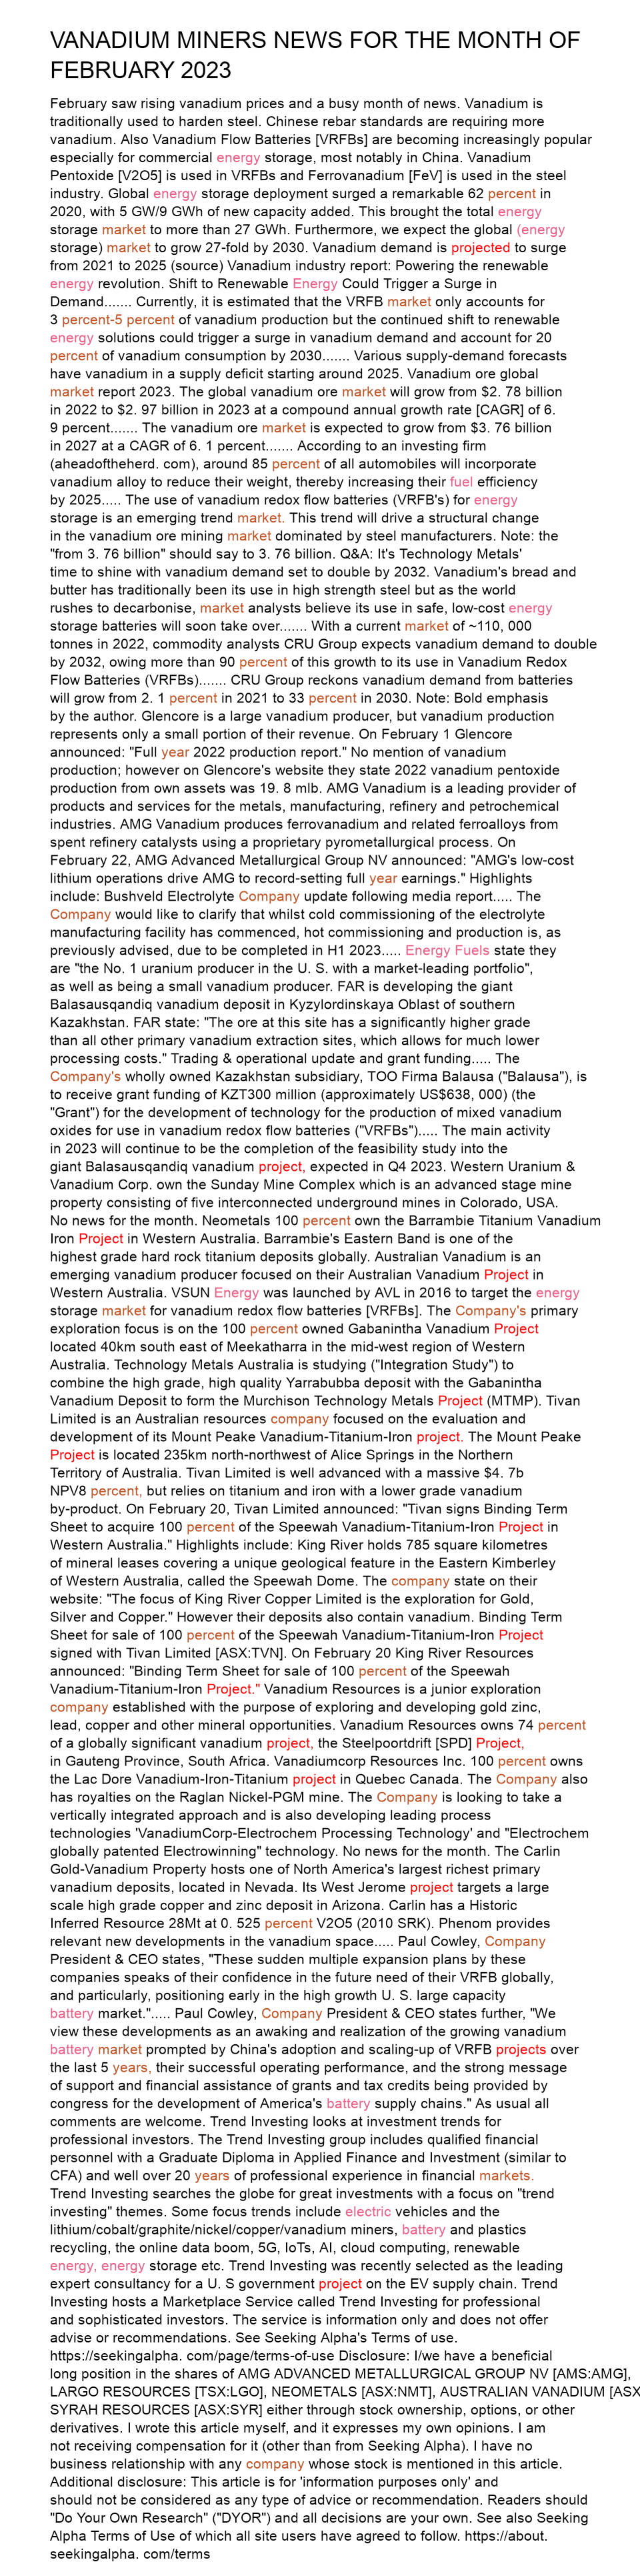 VANADIUM MINERS NEWS FOR THE MONTH OF
FEBRUARY 2023
February saw rising vanadium prices and a busy month of news. Vanadium is
traditionally used to harden steel. Chinese rebar standards are requiring more
vanadium. Also Vanadium Flow Batteries [VRFBs] are becoming increasingly popular
especially for commercial energy storage, most notably in China. Vanadium
Pentoxide [V2O5] is used in VRFBs and Ferrovanadium [FeV] is used in the steel
industry. Global energy storage deployment surged a remarkable 62 percent in
2020, with 5 GW/9 GWh of new capacity added. This brought the total energy
storage market to more than 27 GWh. Furthermore, we expect the global (energy
storage) market to grow 27-fold by 2030. Vanadium demand is projected to surge
from 2021 to 2025 (source) Vanadium industry report: Powering the renewable
energy revolution. Shift to Renewable Energy Could Trigger a Surge in
Demand....... Currently, it is estimated that the VRFB market only accounts for
3 percent-5 percent of vanadium production but the continued shift to renewable
energy solutions could trigger a surge in vanadium demand and account for 20
percent of vanadium consumption by 2030....... Various supply-demand forecasts
have vanadium in a supply deficit starting around 2025. Vanadium ore global
market report 2023. The global vanadium ore market will grow from $2. 78 billion
in 2022 to $2. 97 billion in 2023 at a compound annual growth rate [CAGR] of 6.
9 percent....... The vanadium ore market is expected to grow from $3. 76 billion
in 2027 at a CAGR of 6. 1 percent....... According to an investing firm
(aheadoftheherd. com), around 85 percent of all automobiles will incorporate
vanadium alloy to reduce their weight, thereby increasing their fuel efficiency
by 2025..... The use of vanadium redox flow batteries (VRFB's) for energy
storage is an emerging trend market. This trend will drive a structural change
in the vanadium ore mining market dominated by steel manufacturers. Note: the
"from 3. 76 billion" should say to 3. 76 billion. Q&A: It's Technology Metals'
time to shine with vanadium demand set to double by 2032. Vanadium's bread and
butter has traditionally been its use in high strength steel but as the world
rushes to decarbonise, market analysts believe its use in safe, low-cost energy
storage batteries will soon take over....... With a current market of ~110, 000
tonnes in 2022, commodity analysts CRU Group expects vanadium demand to double
by 2032, owing more than 90 percent of this growth to its use in Vanadium Redox
Flow Batteries (VRFBs)....... CRU Group reckons vanadium demand from batteries
will grow from 2. 1 percent in 2021 to 33 percent in 2030. Note: Bold emphasis
by the author. Glencore is a large vanadium producer, but vanadium production
represents only a small portion of their revenue. On February 1 Glencore
announced: "Full year 2022 production report." No mention of vanadium
production; however on Glencore's website they state 2022 vanadium pentoxide
production from own assets was 19. 8 mlb. AMG Vanadium is a leading provider of
products and services for the metals, manufacturing, refinery and petrochemical
industries. AMG Vanadium produces ferrovanadium and related ferroalloys from
spent refinery catalysts using a proprietary pyrometallurgical process. On
February 22, AMG Advanced Metallurgical Group NV announced: "AMG's low-cost
lithium operations drive AMG to record-setting full year earnings." Highlights
include: Bushveld Electrolyte Company update following media report..... The
Company would like to clarify that whilst cold commissioning of the electrolyte
manufacturing facility has commenced, hot commissioning and production is, as
previously advised, due to be completed in H1 2023..... Energy Fuels state they
are "the No. 1 uranium producer in the U. S. with a market-leading portfolio",
as well as being a small vanadium producer. FAR is developing the giant
Balasausqandiq vanadium deposit in Kyzylordinskaya Oblast of southern
Kazakhstan. FAR state: "The ore at this site has a significantly higher grade
than all other primary vanadium extraction sites, which allows for much lower
processing costs." Trading & operational update and grant funding..... The
Company's wholly owned Kazakhstan subsidiary, TOO Firma Balausa ("Balausa"), is
to receive grant funding of KZT300 million (approximately US$638, 000) (the
"Grant") for the development of technology for the production of mixed vanadium
oxides for use in vanadium redox flow batteries ("VRFBs")..... The main activity
in 2023 will continue to be the completion of the feasibility study into the
giant Balasausqandiq vanadium project, expected in Q4 2023. Western Uranium &
Vanadium Corp. own the Sunday Mine Complex which is an advanced stage mine
property consisting of five interconnected underground mines in Colorado, USA.
No news for the month. Neometals 100 percent own the Barrambie Titanium Vanadium
Iron Project in Western Australia. Barrambie's Eastern Band is one of the
highest grade hard rock titanium deposits globally. Australian Vanadium is an
emerging vanadium producer focused on their Australian Vanadium Project in
Western Australia. VSUN Energy was launched by AVL in 2016 to target the energy
storage market for vanadium redox flow batteries [VRFBs]. The Company's primary
exploration focus is on the 100 percent owned Gabanintha Vanadium Project
located 40km south east of Meekatharra in the mid-west region of Western
Australia. Technology Metals Australia is studying ("Integration Study") to
combine the high grade, high quality Yarrabubba deposit with the Gabanintha
Vanadium Deposit to form the Murchison Technology Metals Project (MTMP). Tivan
Limited is an Australian resources company focused on the evaluation and
development of its Mount Peake Vanadium-Titanium-Iron project. The Mount Peake
Project is located 235km north-northwest of Alice Springs in the Northern
Territory of Australia. Tivan Limited is well advanced with a massive $4. 7b
NPV8 percent, but relies on titanium and iron with a lower grade vanadium
by-product. On February 20, Tivan Limited announced: "Tivan signs Binding Term
Sheet to acquire 100 percent of the Speewah Vanadium-Titanium-Iron Project in
Western Australia." Highlights include: King River holds 785 square kilometres
of mineral leases covering a unique geological feature in the Eastern Kimberley
of Western Australia, called the Speewah Dome. The company state on their
website: "The focus of King River Copper Limited is the exploration for Gold,
Silver and Copper." However their deposits also contain vanadium. Binding Term
Sheet for sale of 100 percent of the Speewah Vanadium-Titanium-Iron Project
signed with Tivan Limited [ASX:TVN]. On February 20 King River Resources
announced: "Binding Term Sheet for sale of 100 percent of the Speewah
Vanadium-Titanium-Iron Project." Vanadium Resources is a junior exploration
company established with the purpose of exploring and developing gold zinc,
lead, copper and other mineral opportunities. Vanadium Resources owns 74 percent
of a globally significant vanadium project, the Steelpoortdrift [SPD] Project,
in Gauteng Province, South Africa. Vanadiumcorp Resources Inc. 100 percent owns
the Lac Dore Vanadium-Iron-Titanium project in Quebec Canada. The Company also
has royalties on the Raglan Nickel-PGM mine. The Company is looking to take a
vertically integrated approach and is also developing leading process
technologies 'VanadiumCorp-Electrochem Processing Technology' and "Electrochem
globally patented Electrowinning" technology. No news for the month. The Carlin
Gold-Vanadium Property hosts one of North America's largest richest primary
vanadium deposits, located in Nevada. Its West Jerome project targets a large
scale high grade copper and zinc deposit in Arizona. Carlin has a Historic
Inferred Resource 28Mt at 0. 525 percent V2O5 (2010 SRK). Phenom provides
relevant new developments in the vanadium space..... Paul Cowley, Company
President & CEO states, "These sudden multiple expansion plans by these
companies speaks of their confidence in the future need of their VRFB globally,
and particularly, positioning early in the high growth U. S. large capacity
battery market."..... Paul Cowley, Company President & CEO states further, "We
view these developments as an awaking and realization of the growing vanadium
battery market prompted by China's adoption and scaling-up of VRFB projects over
the last 5 years, their successful operating performance, and the strong message
of support and financial assistance of grants and tax credits being provided by
congress for the development of America's battery supply chains." As usual all
comments are welcome. Trend Investing looks at investment trends for
professional investors. The Trend Investing group includes qualified financial
personnel with a Graduate Diploma in Applied Finance and Investment (similar to
CFA) and well over 20 years of professional experience in financial markets.
Trend Investing searches the globe for great investments with a focus on "trend
investing" themes. Some focus trends include electric vehicles and the
lithium/cobalt/graphite/nickel/copper/vanadium miners, battery and plastics
recycling, the online data boom, 5G, IoTs, AI, cloud computing, renewable
energy, energy storage etc. Trend Investing was recently selected as the leading
expert consultancy for a U. S government project on the EV supply chain. Trend
Investing hosts a Marketplace Service called Trend Investing for professional
and sophisticated investors. The service is information only and does not offer
advise or recommendations. See Seeking Alpha's Terms of use.
https://seekingalpha. com/page/terms-of-use Disclosure: I/we have a beneficial
long position in the shares of AMG ADVANCED METALLURGICAL GROUP NV [AMS:AMG],
LARGO RESOURCES [TSX:LGO], NEOMETALS [ASX:NMT], AUSTRALIAN VANADIUM [ASX
SYRAH RESOURCES [ASX:SYR] either through stock ownership, options, or other
derivatives. I wrote this article myself, and it expresses my own opinions. I am
not receiving compensation for it (other than from Seeking Alpha). I have no
business relationship with any company whose stock is mentioned in this article.
Additional disclosure: This article is for 'information purposes only' and
should not be considered as any type of advice or recommendation. Readers should
"Do Your Own Research" ("DYOR") and all decisions are your own. See also Seeking
Alpha Terms of Use of which all site users have agreed to follow. https://about.
seekingalpha. com/terms